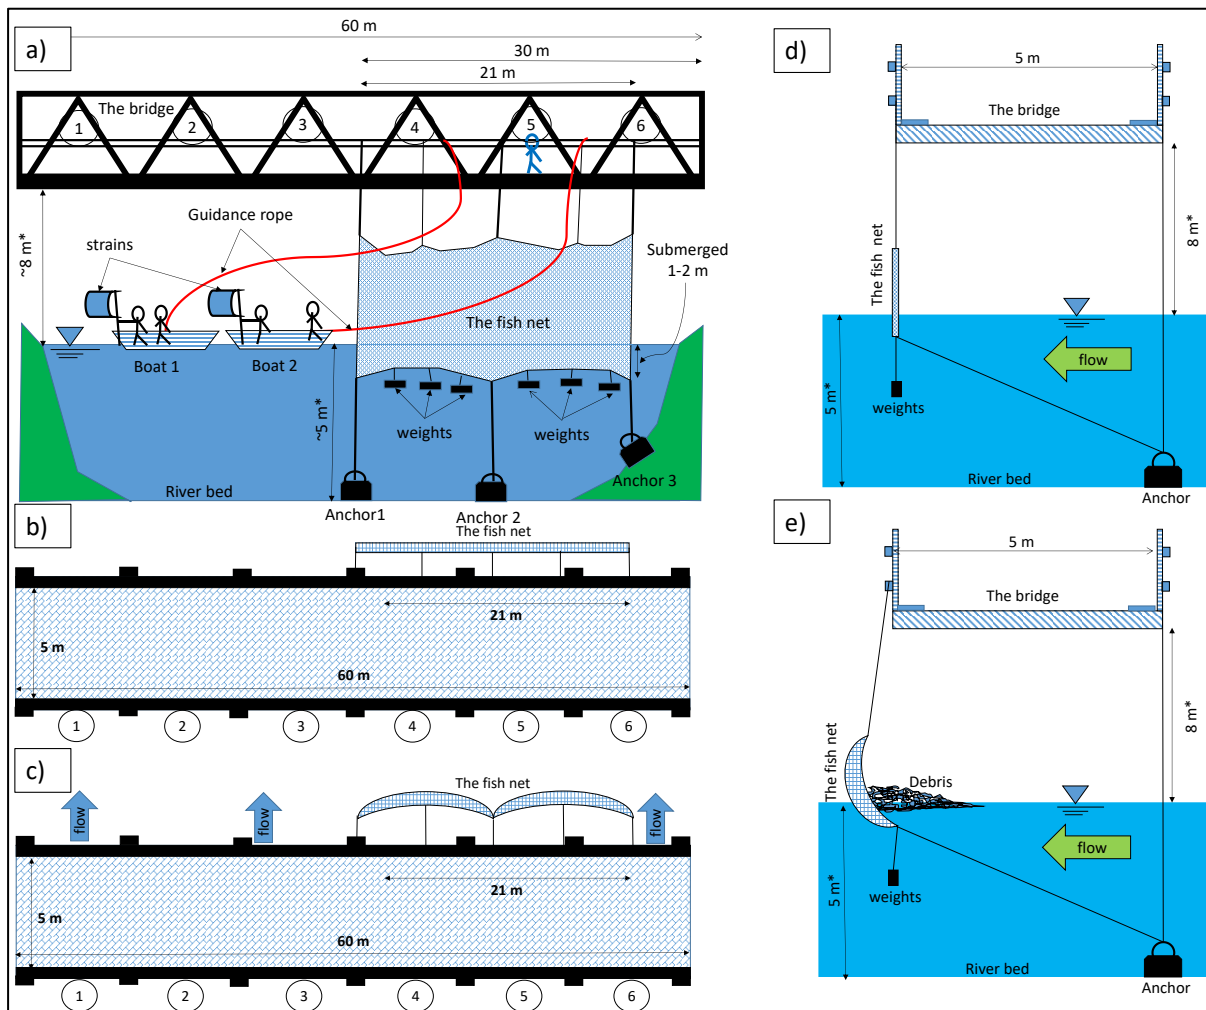 a)
60 m
30 m
21 m
The bridge
1
2
3
4
5
6
Guidance rope
strains
~8 m*
Submerged
1-2 m
The fish net
Boat 1
Boat 2
~5 m*
weights
weights
River bed
Anchor 3
Anchor1
Anchor 2
b)
The fish net
21 m
5 m
60 m
1
2
3
4
5
6
c)
The fish net
flow
flow
flow
21 m
5 m
60 m
1
2
3
4
5
6
d)
5 m
The bridge
The fish net
8 m*
flow
5 m*
weights
River bed
Anchor
e)
5 m
The bridge
The fish net
8 m*
Debris
flow
5 m*
weights
River bed
Anchor